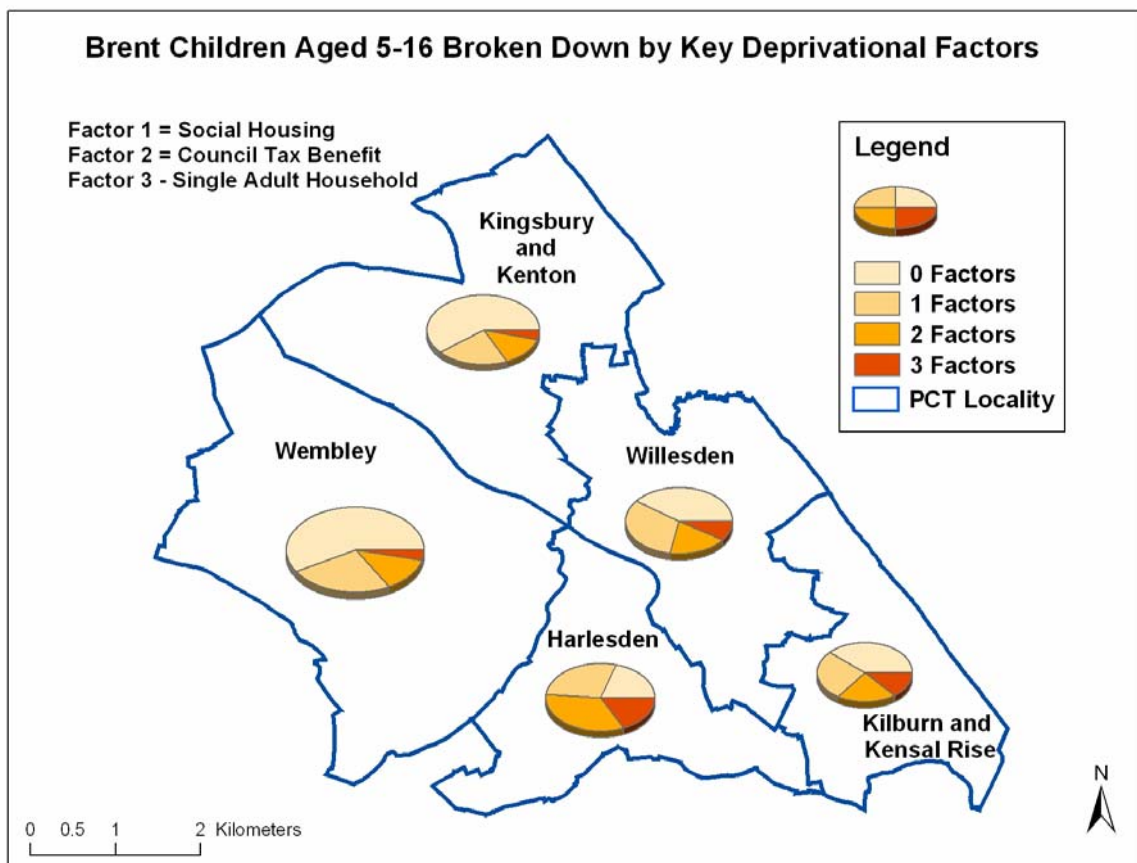 Brent Children Aged 5-16 Broken Down by Key Deprivational Factors
Factor 1 = Social Housing
Factor 2 = Council Tax Benefit
Factor 3 - Single Adult Household
Legend
0 Factors
1 Factors
2 Factors
3 Factors
PCT Locality
Kingsbury
and
Kenton
Wembley
Willesden
Harlesden
Kilburn and
Kensal Rise
N
0 0.5 1 2 Kilometers